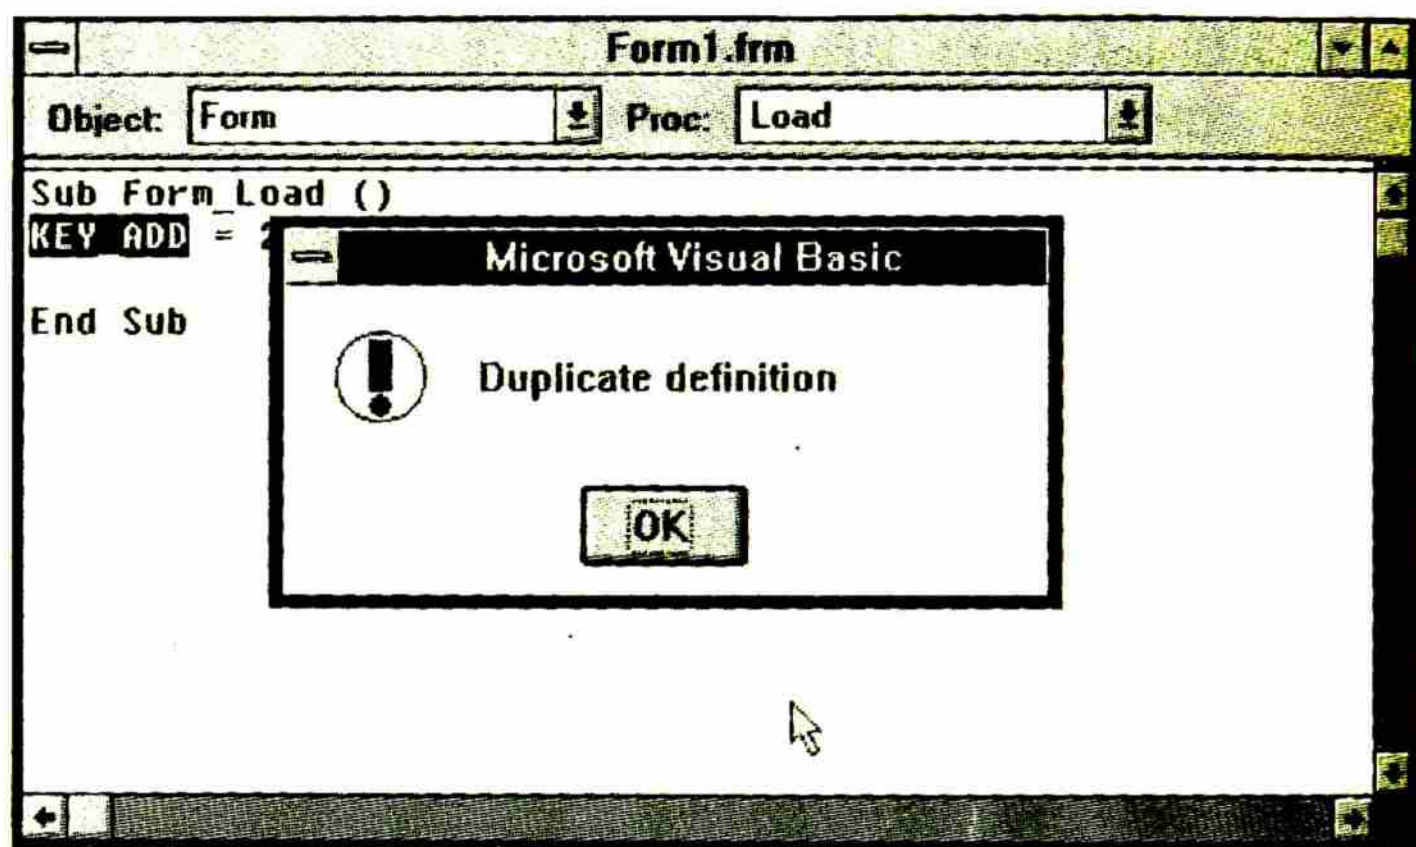 Form1.frm
Object: Form Proc: Load
Sub Form_Load ()
KEY ADD =
End Sub
Microsoft Visual Basic
Duplicate definition
OK